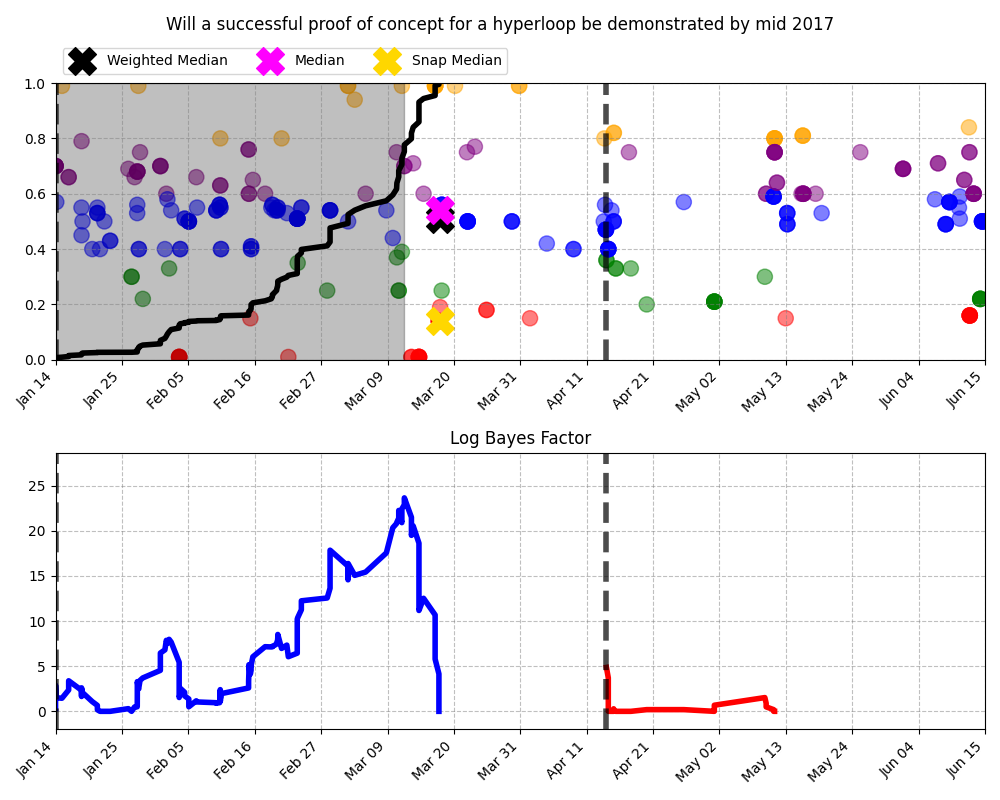 Will a successful proof of concept for a hyperloop be demonstrated by mid 2017
Weighted Median
Median
Snap Median
1.0
0.8
0.6
0.4
0.2
0.0
Jan 14
Jan 25
Feb 05
Feb 16
Feb 27
Mar 09
Mar 20
Mar 31
Apr 11
Apr 21
May 02
May 13
May 24
Jun 04
Jun 15
Log Bayes Factor
25
20
15
10
5
0
Jan 14
Jan 25
Feb 05
Feb 16
Feb 27
Mar 09
Mar 20
Mar 31
Apr 11
Apr 21
May 02
May 13
May 24
Jun 04
Jun 15